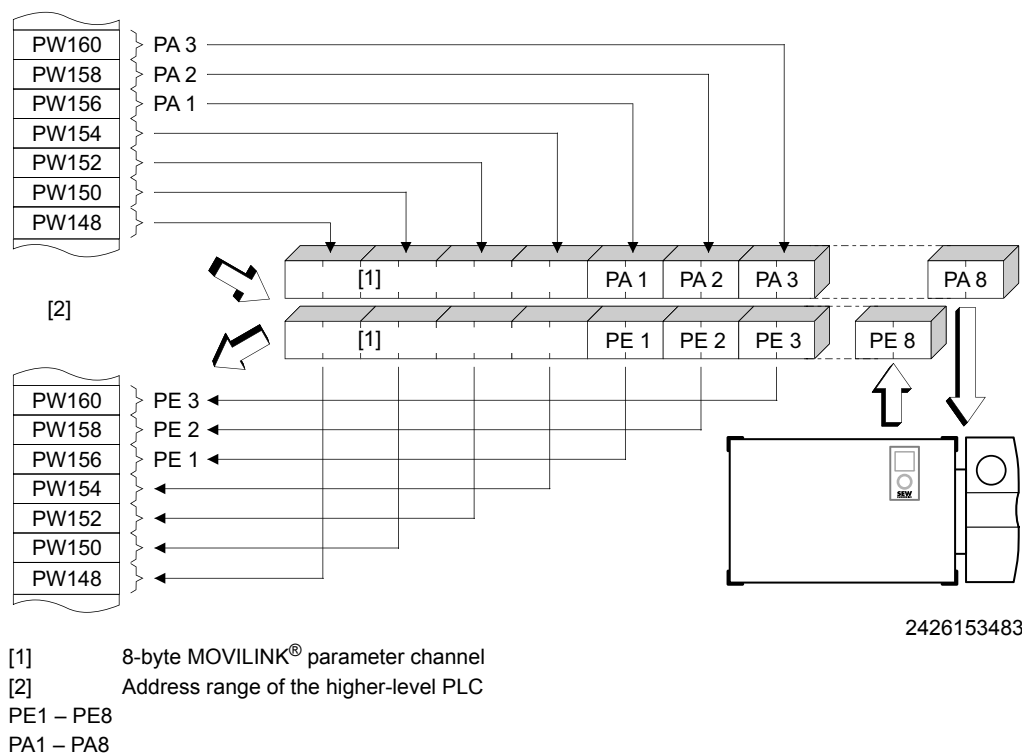 PW160 PA 3
PW158 PA 2
PW156 PA 1
PW154
PW152
PW150
PW148
[1] PA 1 PA 2 PA 3 PA 8
[2]
[1] PE 1 PE 2 PE 3 PE 8
PW160 PE 3
PW158 PE 2
PW156 PE 1
PW154
PW152
PW150
PW148
SEW
2426153483
[1] 8-byte MOVILINK® parameter channel
[2] Address range of the higher-level PLC
PE1 – PE8
PA1 – PA8